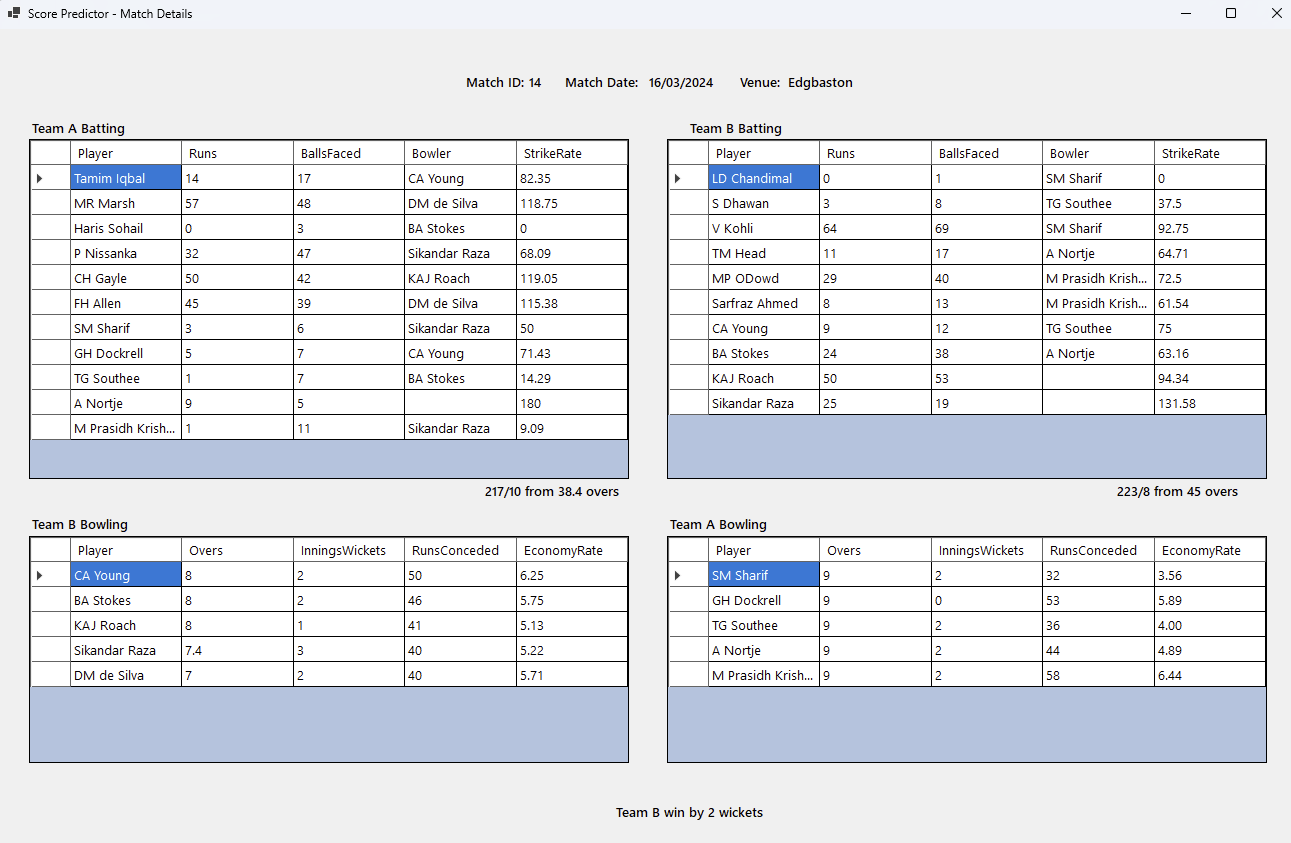 Score Predictor - Match Details
Match ID: 14 Match Date: 16/03/2024 Venue: Edgbaston
Team A Batting
Player Runs BallsFaced Bowler StrikeRate
Tamim Iqbal 14 17 CA Young 82.35
MR Marsh 57 48 DM de Silva 118.75
Haris Sohail 0 3 BA Stokes 0
P Nissanka 32 47 Sikandar Raza 68.09
CH Gayle 50 42 KAJ Roach 119.05
FH Allen 45 39 DM de Silva 115.38
SM Sharif 3 6 Sikandar Raza 50
GH Dockrell 5 7 CA Young 71.43
TG Southee 1 7 BA Stokes 14.29
A Nortje 9 5 180
M Prasidh Krish... 1 11 Sikandar Raza 9.09
217/10 from 38.4 overs
Team B Batting
Player Runs BallsFaced Bowler StrikeRate
LD Chandimal 0 1 SM Sharif 0
S Dhawan 3 8 TG Southee 37.5
V Kohli 64 69 SM Sharif 92.75
TM Head 11 17 A Nortje 64.71
MP ODowd 29 40 M Prasidh Krish... 72.5
Sarfraz Ahmed 8 13 M Prasidh Krish... 61.54
CA Young 9 12 TG Southee 75
BA Stokes 24 38 A Nortje 63.16
KAJ Roach 50 53 94.34
Sikandar Raza 25 19 131.58
223/8 from 45 overs
Team B Bowling
Player Overs InningsWickets RunsConceded EconomyRate
CA Young 8 2 50 6.25
BA Stokes 8 2 46 5.75
KAJ Roach 8 1 41 5.13
Sikandar Raza 7.4 3 40 5.22
DM de Silva 7 2 40 5.71
Team A Bowling
Player Overs InningsWickets RunsConceded EconomyRate
SM Sharif 9 2 32 3.56
GH Dockrell 9 0 53 5.89
TG Southee 9 2 36 4.00
A Nortje 9 2 44 4.89
M Prasidh Krish... 9 2 58 6.44
Team B win by 2 wickets